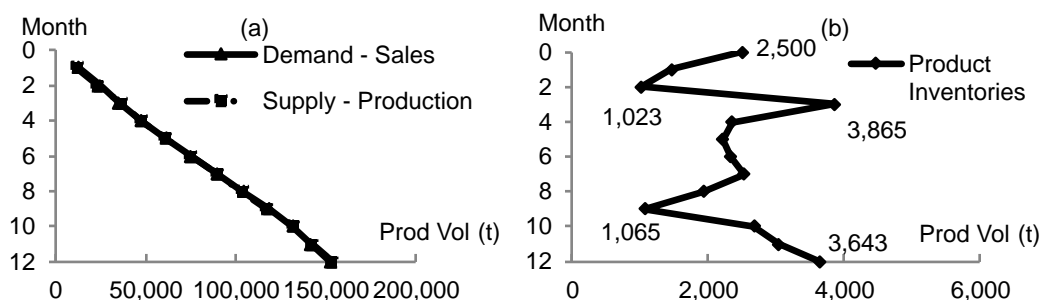 Month
(a)
0
2
4
6
8
10
12
Demand - Sales
Supply - Production
Prod Vol (t)
0
50,000
100,000
150,000
200,000
Month
(b)
0
2
4
6
8
10
12
2,500
Product
Inventories
1,023
3,865
1,065
3,643
Prod Vol (t)
0
2,000
4,000
6,000